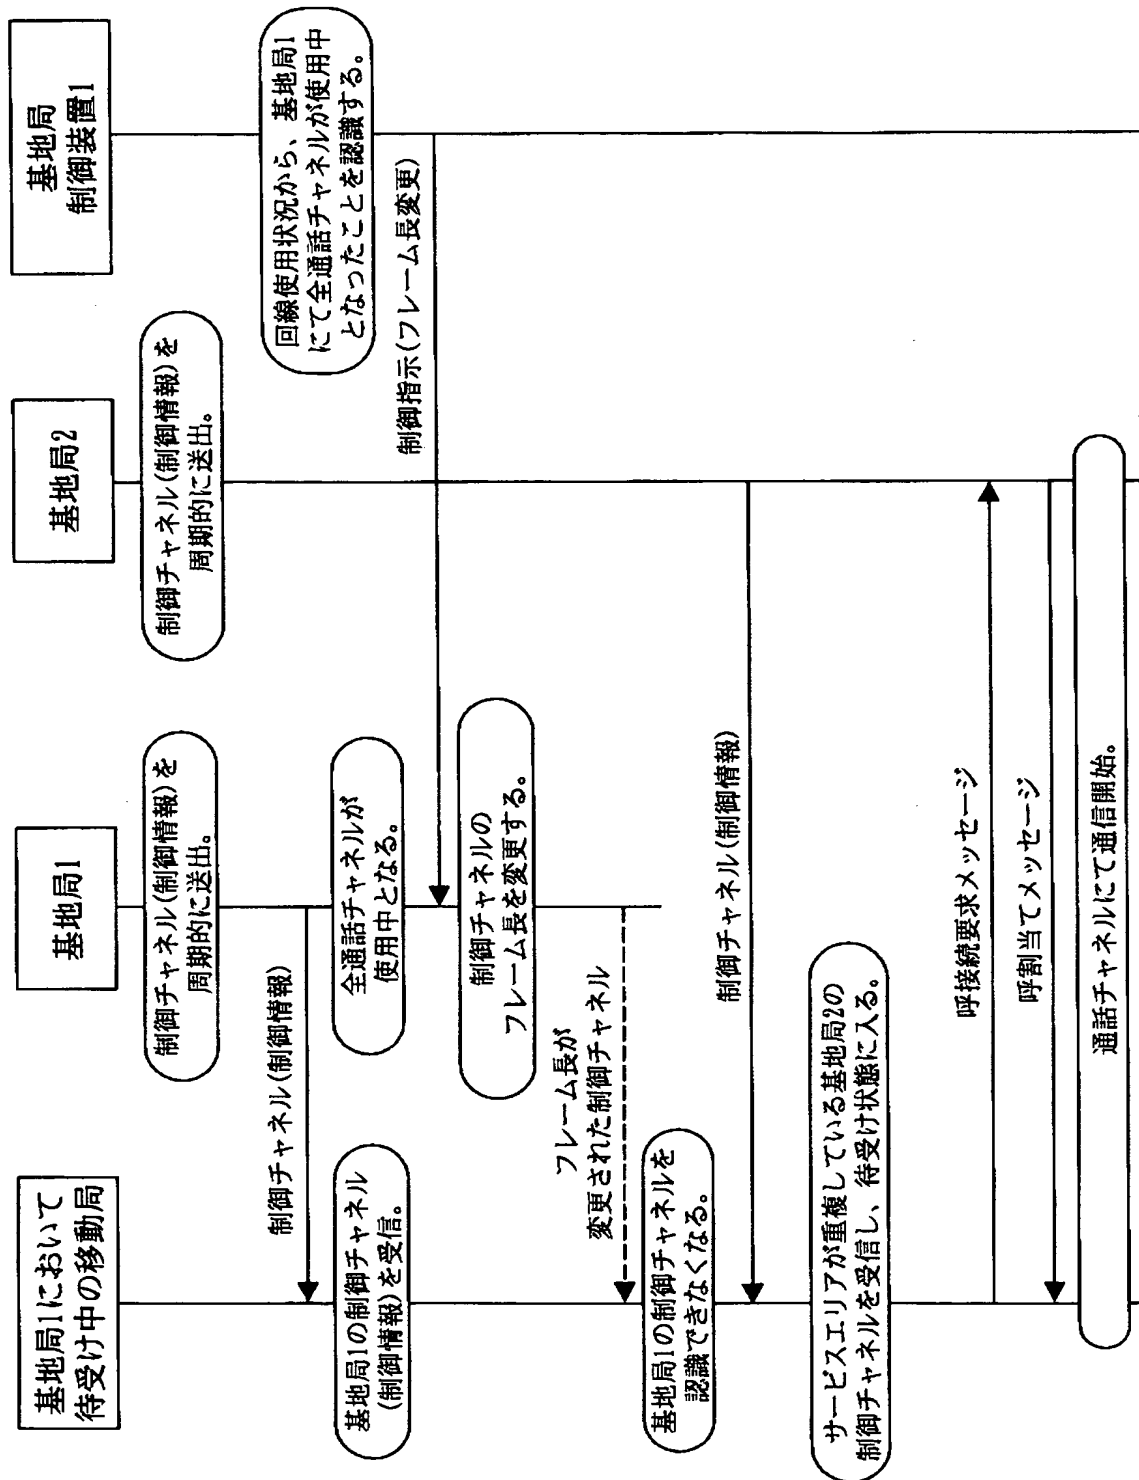 基地局1において
待受け中の移動局
基地局1
基地局2
基地局
制御装置1
制御チャネル(制御情報)を
周期的に送出。
制御チャネル(制御情報)を
周期的に送出。
制御チャネル(制御情報)
基地局1の制御チャネル
(制御情報)を受信。
全通話チャネルが
使用中となる。
回線使用状況から、基地局1
にて全通話チャネルが使用中
となったことを認識する。
制御指示(フレーム長変更)
制御チャネルの
フレーム長を変更する。
フレーム長が
変更された制御チャネル
基地局1の制御チャネルを
認識できなくなる。
制御チャネル(制御情報)
サービスエリアが重複している基地局2の
制御チャネルを受信し、待受け状態に入る。
呼接続要求メッセージ
呼割当てメッセージ
通話チャネルにて通信開始。